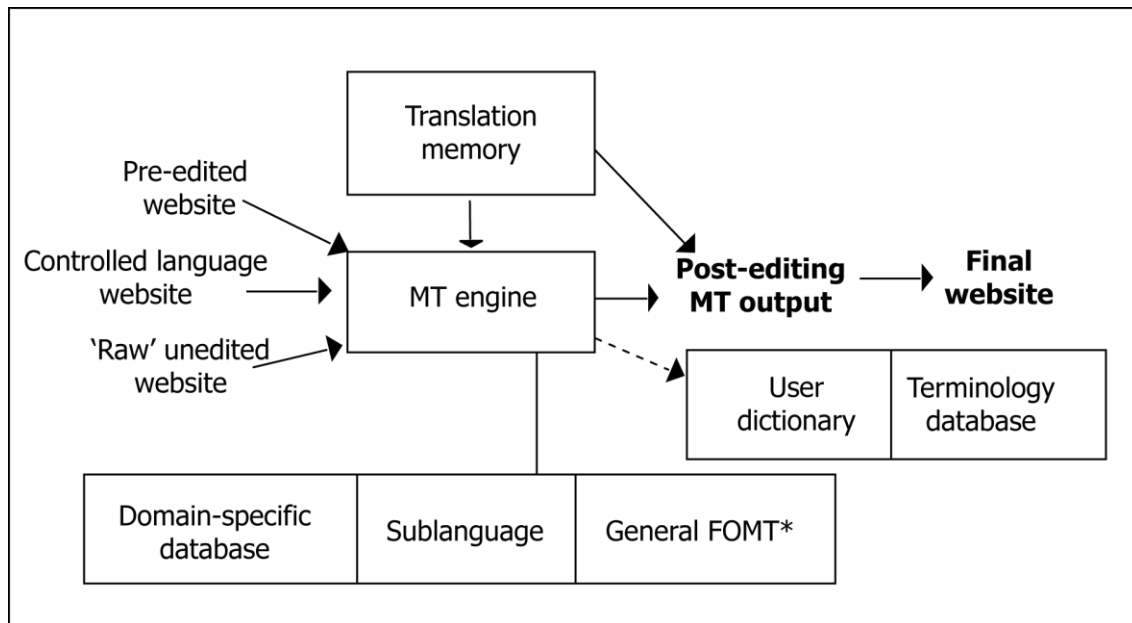 Translation
memory
Pre-edited
website
Controlled language
website
‘Raw’ unedited
website
MT engine
Post-editing
MT output
Final
website
User
dictionary
Terminology
database
Domain-specific
database
Sublanguage
General FOMT*